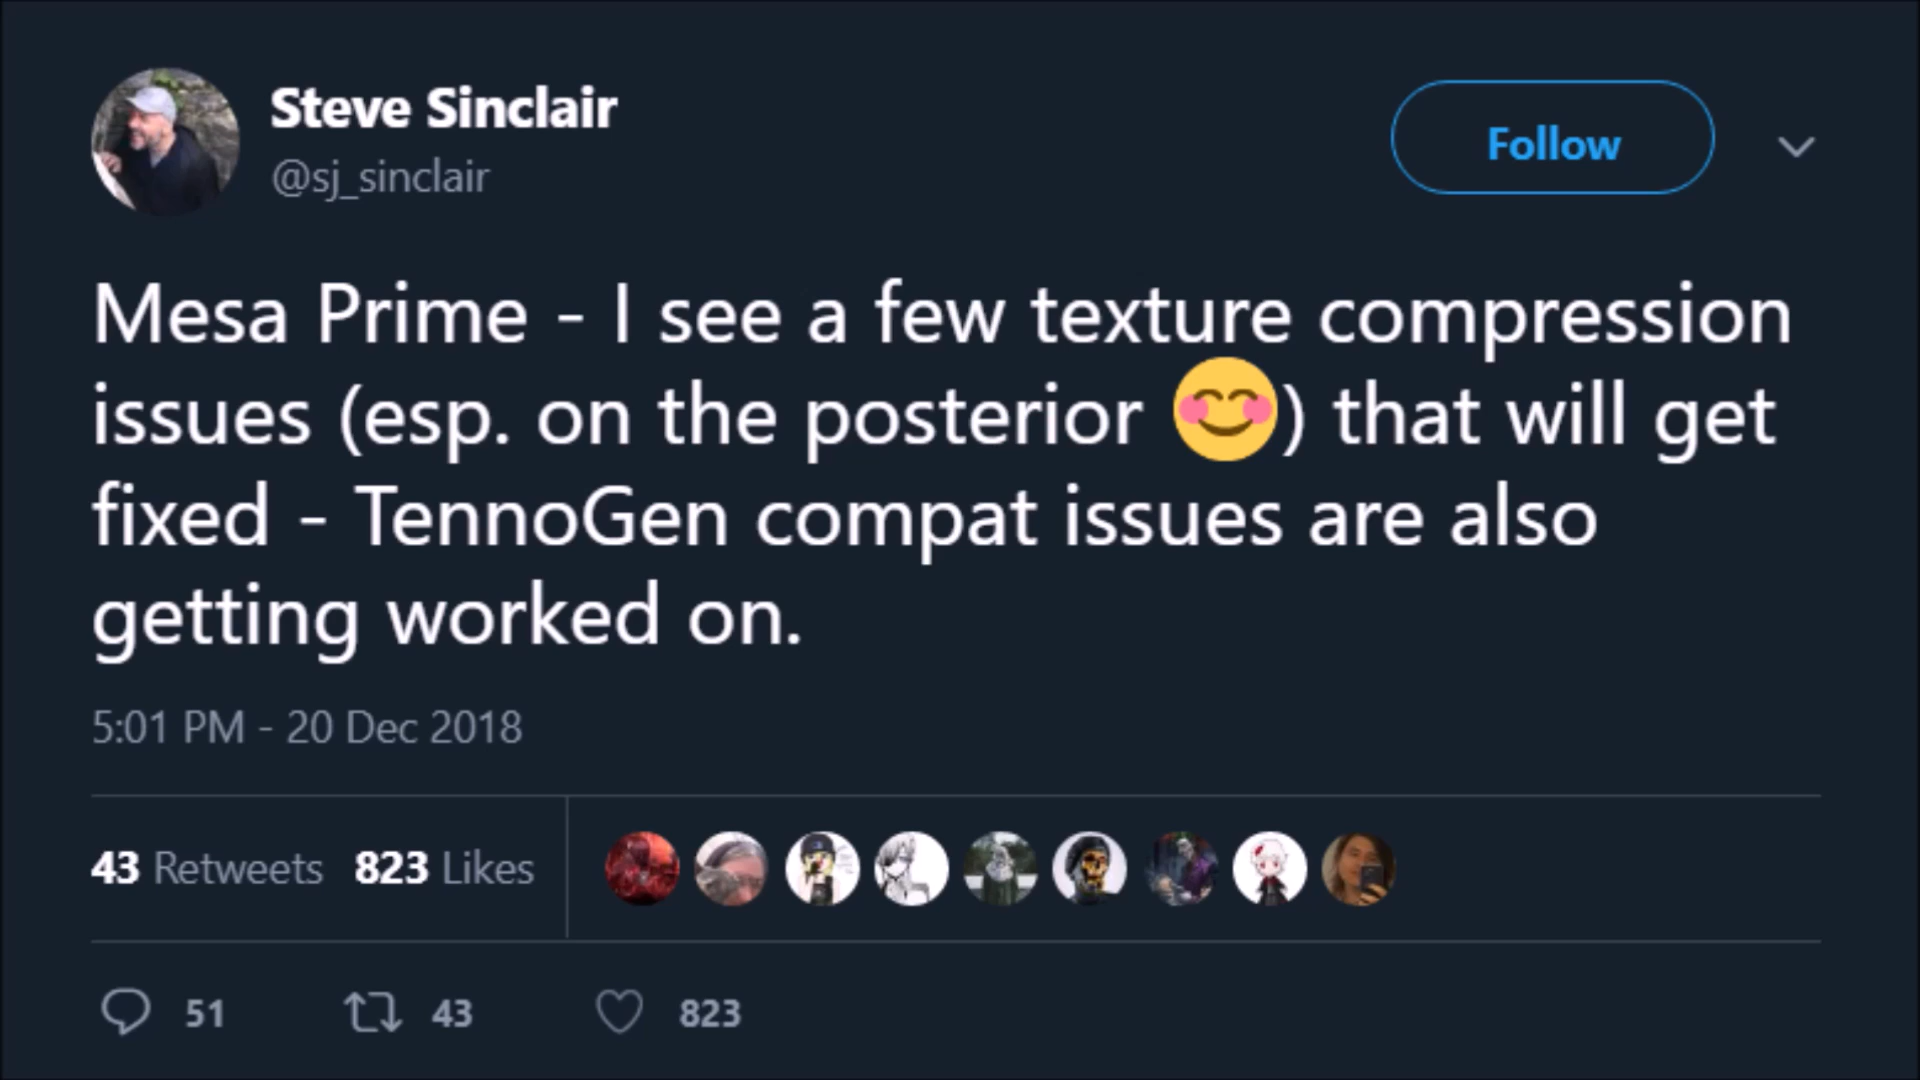 Steve Sinclair
@sj_sinclair
Follow
Mesa Prime - I see a few texture compression
issues (esp. on the posterior 😊) that will get
fixed - TennoGen compat issues are also
getting worked on.
5:01 PM - 20 Dec 2018
43 Retweets 823 Likes
51 43 823